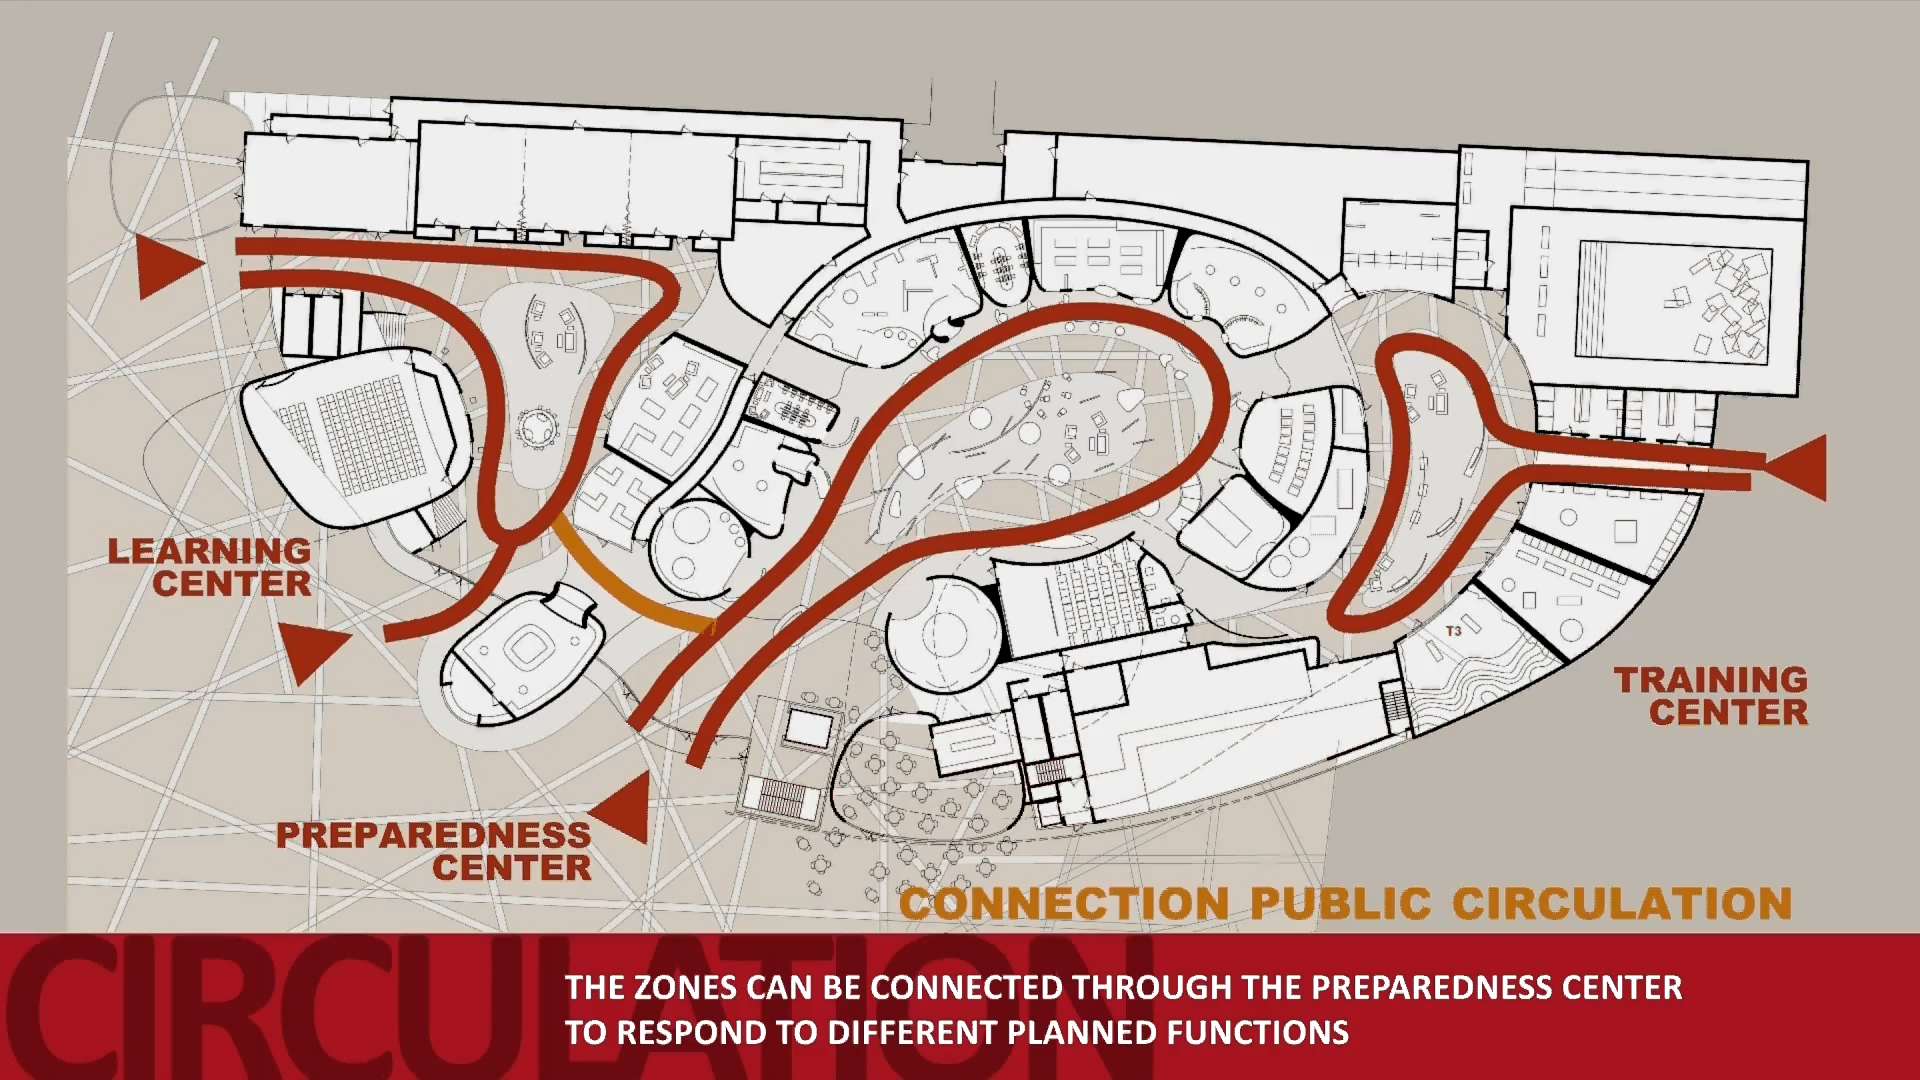 LEARNING
CENTER
T3
TRAINING
CENTER
PREPAREDNESS
CENTER
CONNECTION PUBLIC CIRCULATION
CIRCULATION
THE ZONES CAN BE CONNECTED THROUGH THE PREPAREDNESS CENTER
TO RESPOND TO DIFFERENT PLANNED FUNCTIONS